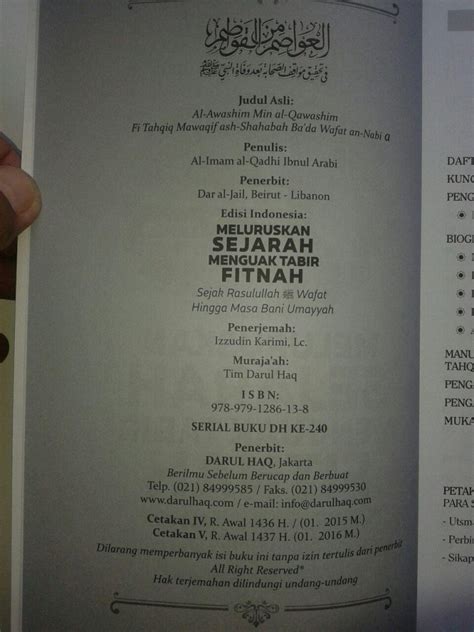 العواصم من القواصم
في تحقيق مواقف الصحابة بعد وفاة النبي ﷺ
Judul Asli:
Al-Awashim Min al-Qawashim
Fi Tahqiq Mawaqif ash-Shahabah Ba'da Wafat an-Nabi
Penulis:
Al-Imam al-Qadhi Ibnul Arabi
Penerbit:
Dar al-Jail, Beirut - Libanon
Edisi Indonesia:
MELURUSKAN
SEJARAH
MENGUAK TABIR
FITNAH
Sejak Rasulullah ﷺ Wafat
Hingga Masa Bani Umayyah
Penerjemah:
Izzudin Karimi, Lc.
Muraja'ah:
Tim Darul Haq
I S B N:
978-979-1286-13-8
SERIAL BUKU DH KE-240
Penerbit:
DARUL HAQ, Jakarta
Berilmu Sebelum Berucap dan Berbuat
Telp. (021) 84999585 / Faks. (021) 84999530
www.darulhaq.com / e-mail: info@darulhaq.com
Cetakan IV, R. Awal 1436 H. / (01. 2015 M.)
Cetakan V, R. Awal 1437 H. / (01. 2016 M.)
Dilarang memperbanyak isi buku ini tanpa izin tertulis dari penerbit
All Right Reserved*
Hak terjemahan dilindungi undang-undang
DAFT
KUNC
PENG
BIOG
MANU
TAHQ
PENG
PENG
MUKA
PETAK
PARA S
- Utsma
- Perbin
- Sikap